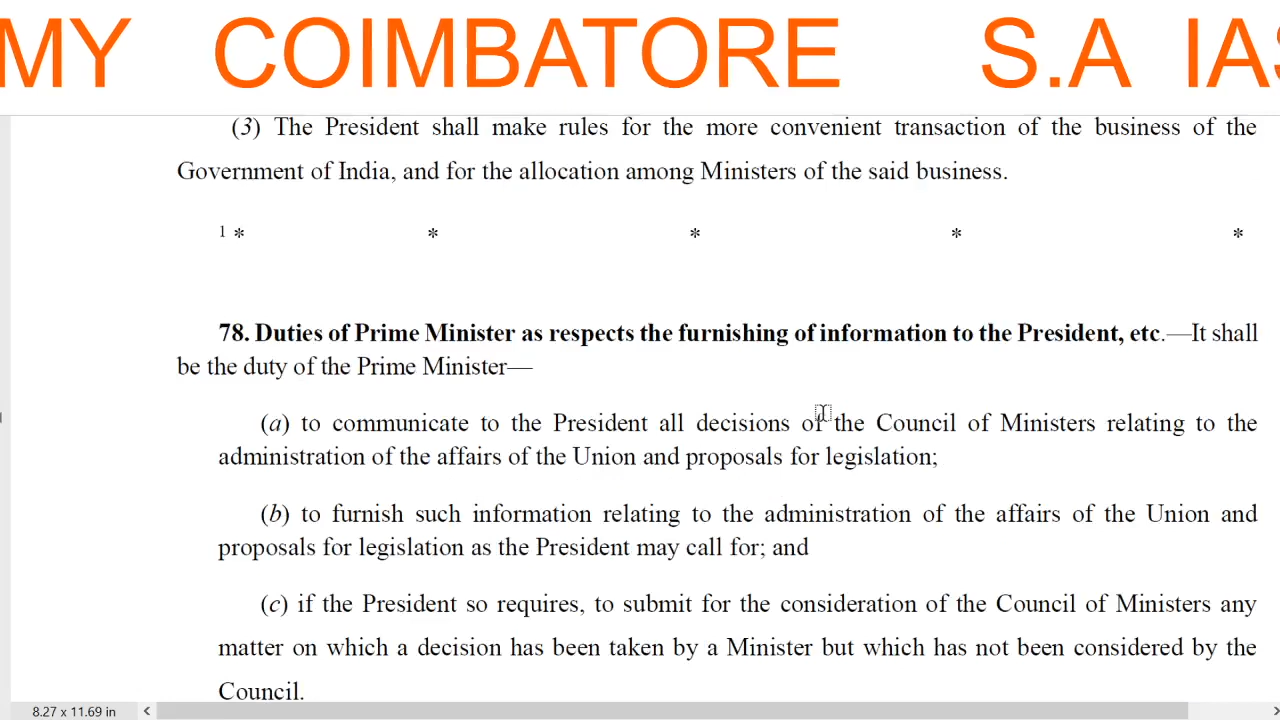 MY COIMBATORE S.A IAS
(3) The President shall make rules for the more convenient transaction of the business of the
Government of India, and for the allocation among Ministers of the said business.
1 * * * * *
78. Duties of Prime Minister as respects the furnishing of information to the President, etc.—It shall
be the duty of the Prime Minister—
(a) to communicate to the President all decisions of the Council of Ministers relating to the
administration of the affairs of the Union and proposals for legislation;
(b) to furnish such information relating to the administration of the affairs of the Union and
proposals for legislation as the President may call for; and
(c) if the President so requires, to submit for the consideration of the Council of Ministers any
matter on which a decision has been taken by a Minister but which has not been considered by the
Council.
8.27 x 11.69 in